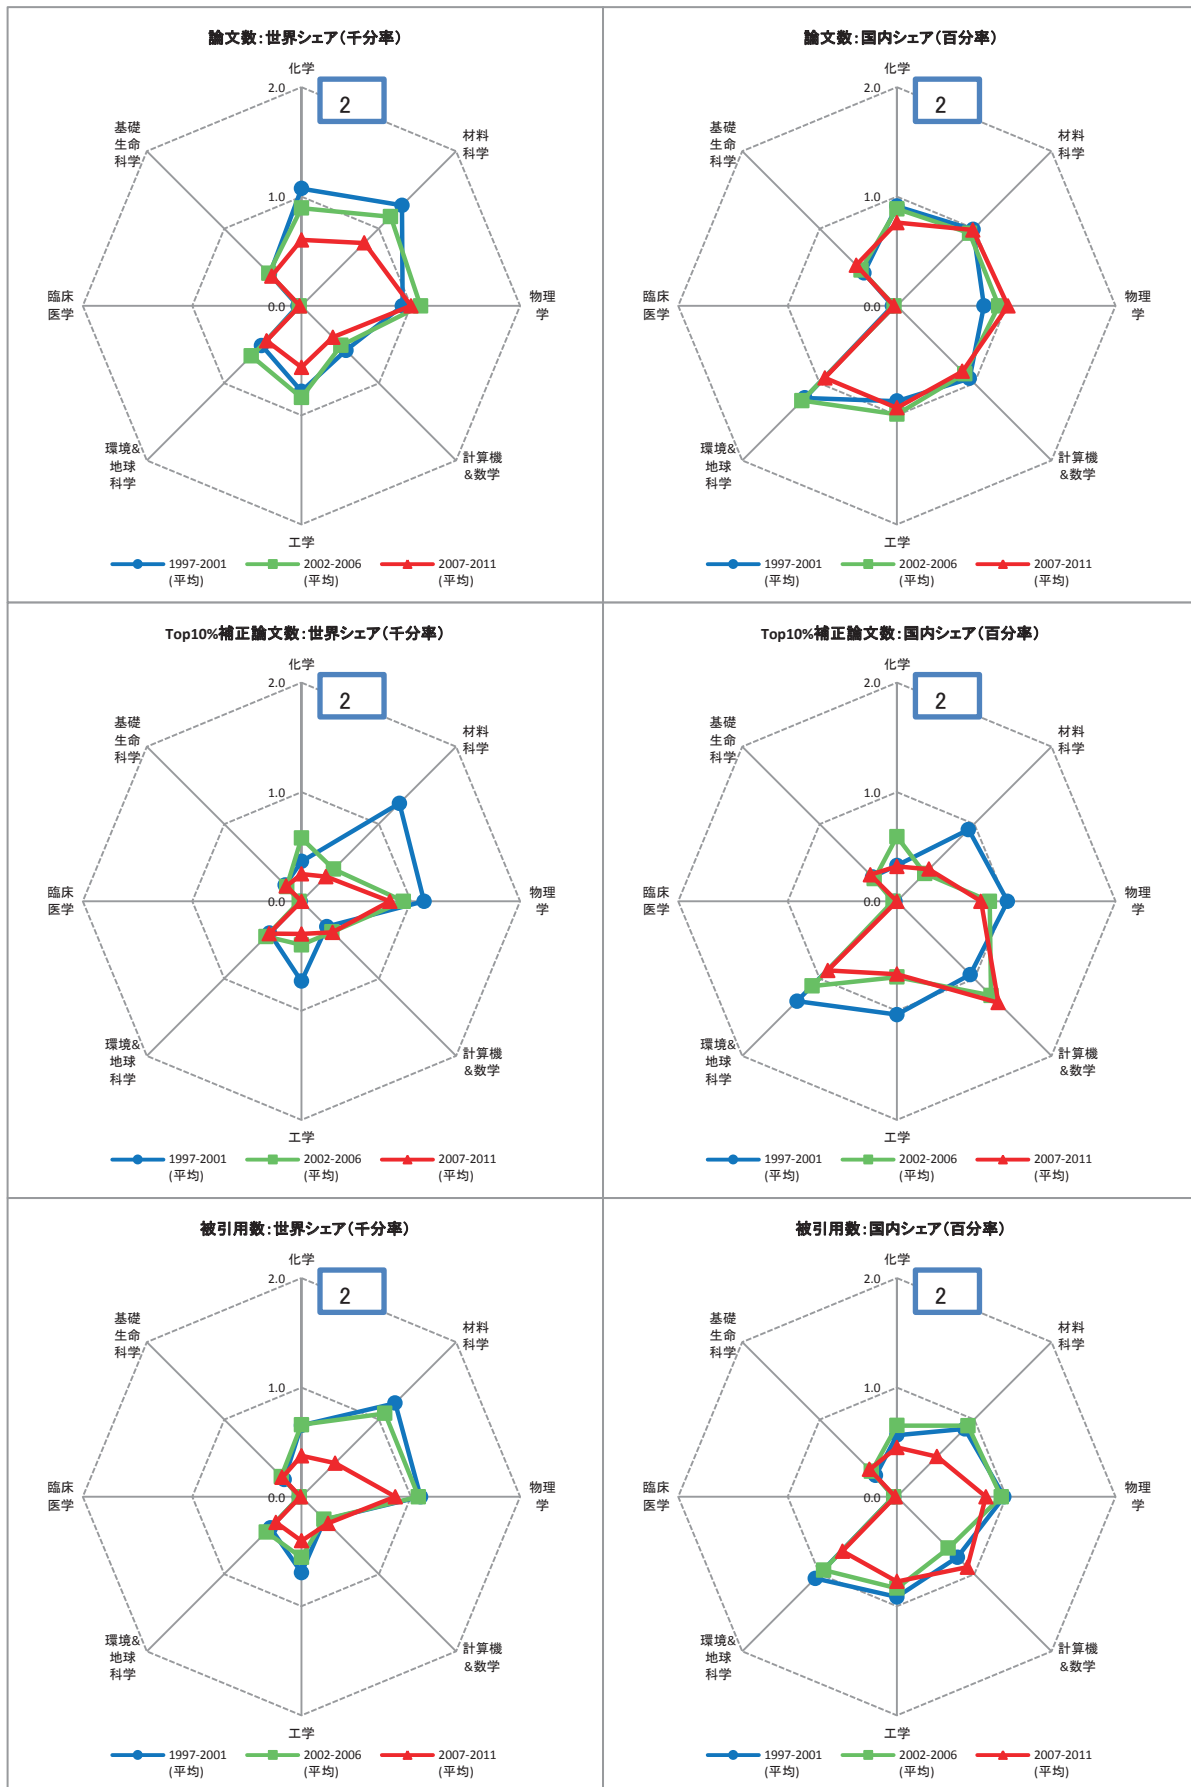 論文数：世界シェア（千分率）
化学
2.0
2
基礎
生命
科学
材料
科学
1.0
臨床
医学
0.0
物理
学
環境&
地球
科学
計算機
&数学
工学
1997-2001
(平均)
2002-2006
(平均)
2007-2011
(平均)
論文数：国内シェア（百分率）
化学
2.0
2
基礎
生命
科学
材料
科学
1.0
臨床
医学
0.0
物理
学
環境&
地球
科学
計算機
&数学
工学
1997-2001
(平均)
2002-2006
(平均)
2007-2011
(平均)
Top10%補正論文数：世界シェア（千分率）
化学
2.0
2
基礎
生命
科学
材料
科学
1.0
臨床
医学
0.0
物理
学
環境&
地球
科学
計算機
&数学
工学
1997-2001
(平均)
2002-2006
(平均)
2007-2011
(平均)
Top10%補正論文数：国内シェア（百分率）
化学
2.0
2
基礎
生命
科学
材料
科学
1.0
臨床
医学
0.0
物理
学
環境&
地球
科学
計算機
&数学
工学
1997-2001
(平均)
2002-2006
(平均)
2007-2011
(平均)
被引用数：世界シェア（千分率）
化学
2.0
2
基礎
生命
科学
材料
科学
1.0
臨床
医学
0.0
物理
学
環境&
地球
科学
計算機
&数学
工学
1997-2001
(平均)
2002-2006
(平均)
2007-2011
(平均)
被引用数：国内シェア（百分率）
化学
2.0
2
基礎
生命
科学
材料
科学
1.0
臨床
医学
0.0
物理
学
環境&
地球
科学
計算機
&数学
工学
1997-2001
(平均)
2002-2006
(平均)
2007-2011
(平均)